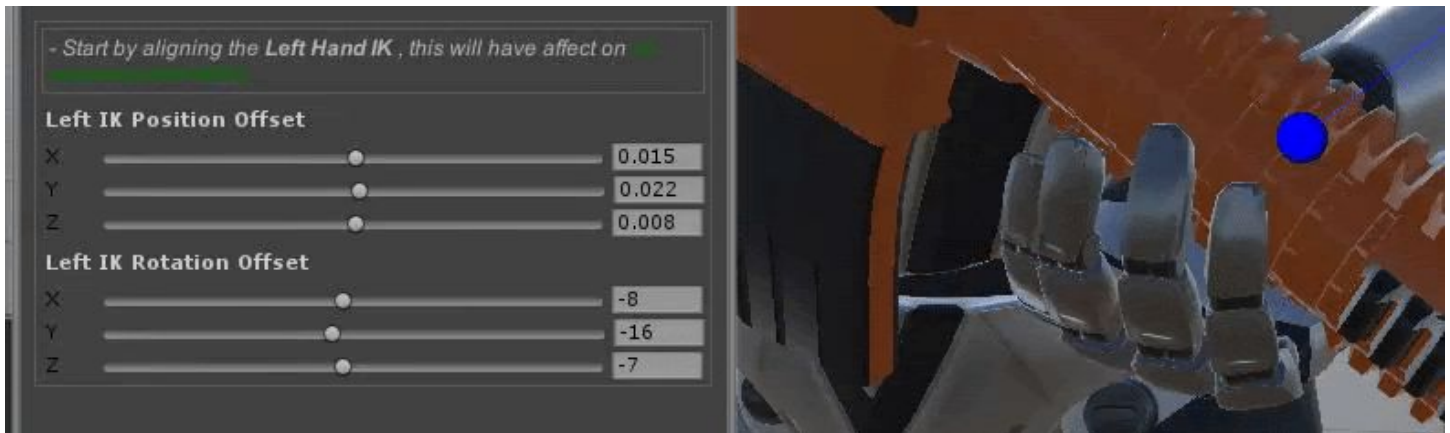 - Start by aligning the Left Hand IK , this will have affect on
Left IK Position Offset
X 0.015
Y 0.022
Z 0.008
Left IK Rotation Offset
X -8
Y -16
Z -7
11